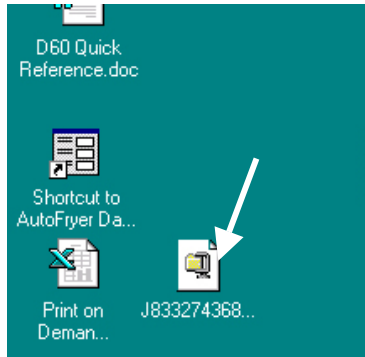 D60 Quick
Reference.doc
Shortcut to
AutoFryer Da...
Print on
Deman...
J833274368...